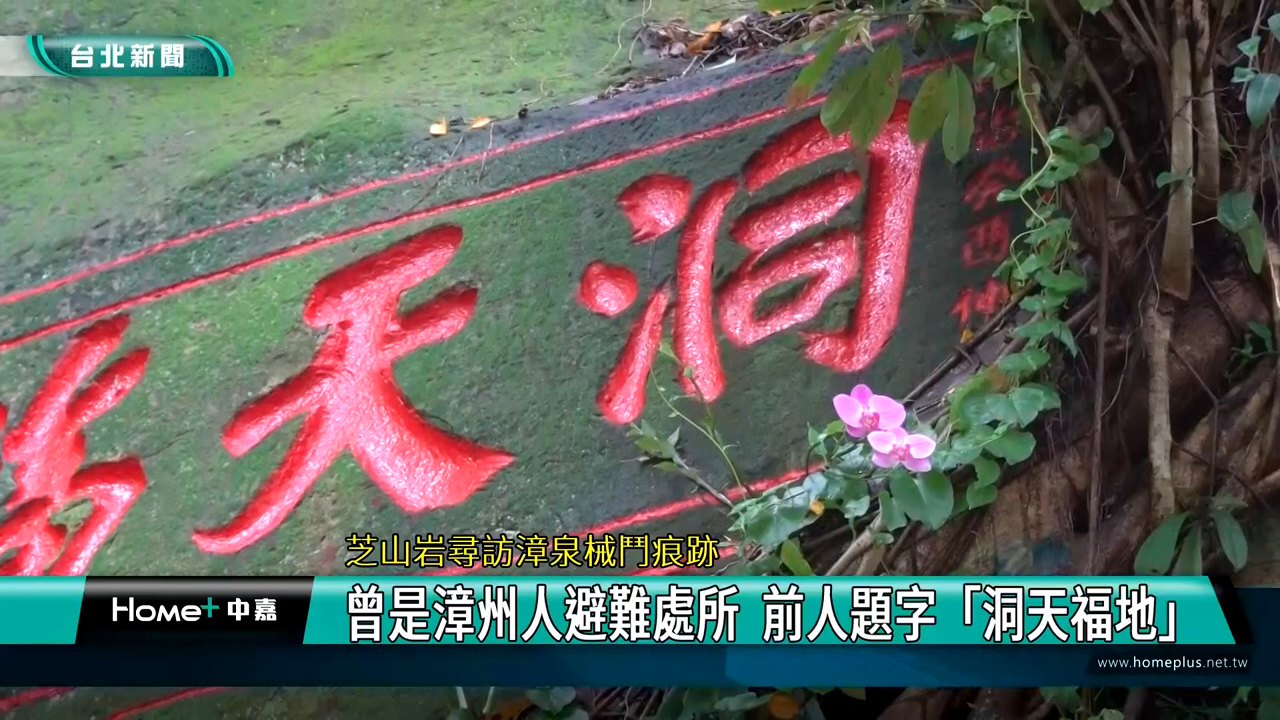 台北新聞
洞天福
芝山岩尋訪漳泉械鬥痕跡
Home+中嘉
曾是漳州人避難處所 前人題字「洞天福地」
www.homeplus.net.tw